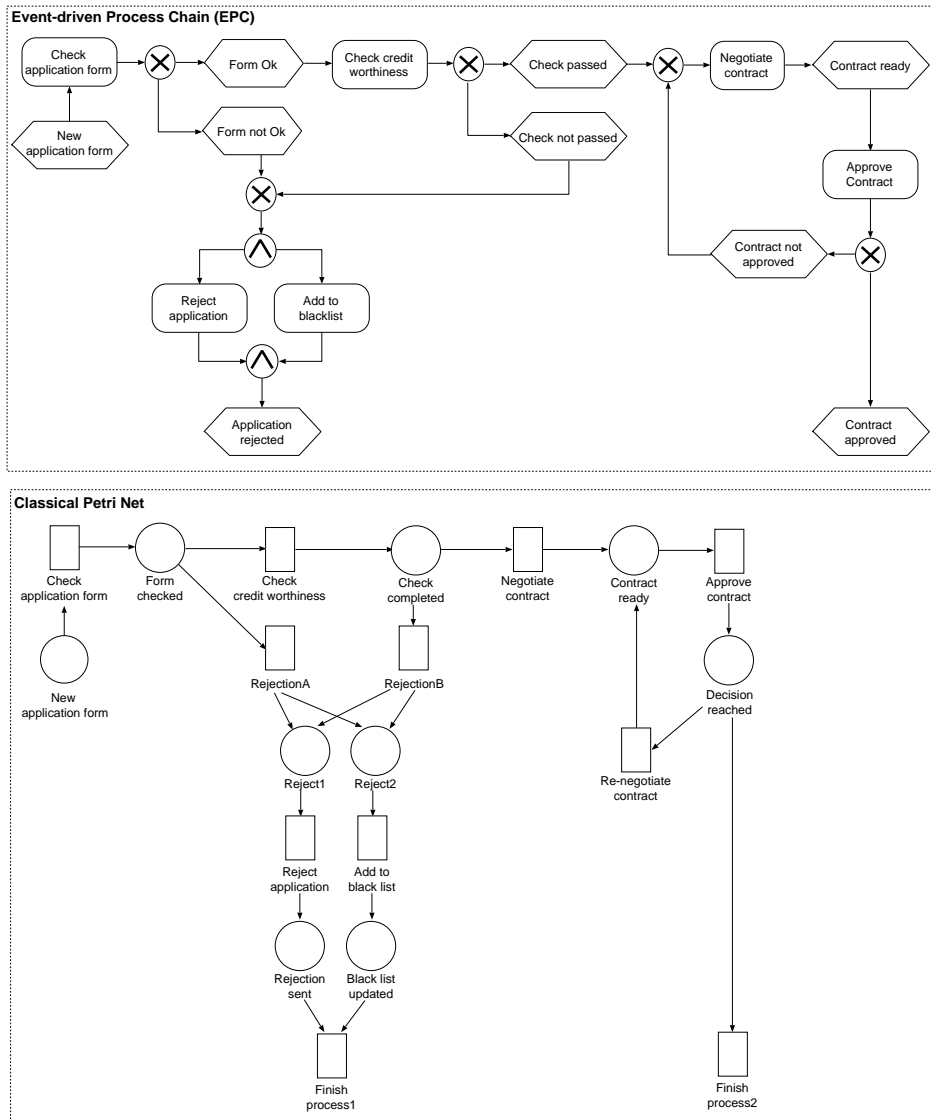 Event-driven Process Chain (EPC)
Check
application form
Form Ok
Check credit
worthiness
Check passed
Negotiate
contract
Contract ready
New
application form
Form not Ok
Check not passed
Approve
Contract
Contract not
approved
Reject
application
Add to
blacklist
Application
rejected
Contract
approved
Classical Petri Net
Check
application form
Form
checked
Check
credit worthiness
Check
completed
Negotiate
contract
Contract
ready
Approve
contract
New
application form
RejectionA
RejectionB
Decision
reached
Reject1
Reject2
Re-negotiate
contract
Reject
application
Add to
black list
Rejection
sent
Black list
updated
Finish
process1
Finish
process2